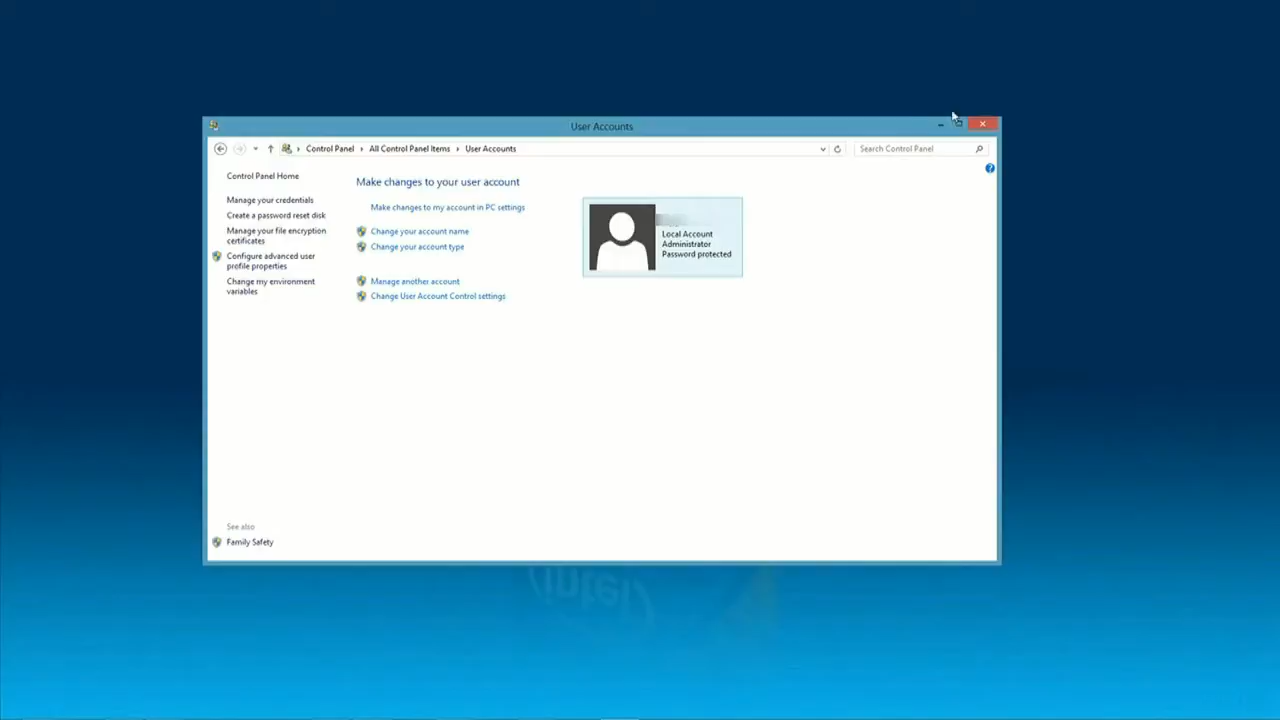 User Accounts
Control Panel
All Control Panel Items
User Accounts
Search Control Panel
Control Panel Home
Manage your credentials
Create a password reset disk
Manage your file encryption
certificates
Configure advanced user
profile properties
Change my environment
variables
See also
Family Safety
Make changes to your user account
Make changes to my account in PC settings
Change your account name
Change your account type
Manage another account
Change User Account Control settings
Local Account
Administrator
Password protected
(intel)